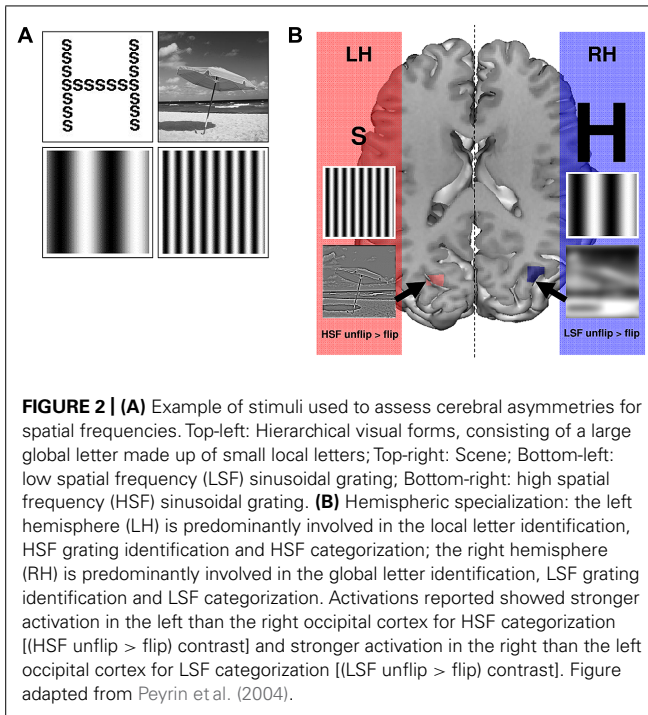 A
S S
S S
S S
SSSSSSS
S S
S S
S S
B
LH
RH
S
H
HSF unflip > flip
LSF unflip > flip
FIGURE 2 | (A) Example of stimuli used to assess cerebral asymmetries for
spatial frequencies. Top-left: Hierarchical visual forms, consisting of a large
global letter made up of small local letters; Top-right: Scene; Bottom-left:
low spatial frequency (LSF) sinusoidal grating; Bottom-right: high spatial
frequency (HSF) sinusoidal grating. (B) Hemispheric specialization: the left
hemisphere (LH) is predominantly involved in the local letter identification,
HSF grating identification and HSF categorization; the right hemisphere
(RH) is predominantly involved in the global letter identification, LSF grating
identification and LSF categorization. Activations reported showed stronger
activation in the left than the right occipital cortex for HSF categorization
[(HSF unflip > flip) contrast] and stronger activation in the right than the left
occipital cortex for LSF categorization [(LSF unflip > flip) contrast]. Figure
adapted from Peyrin et al. (2004).